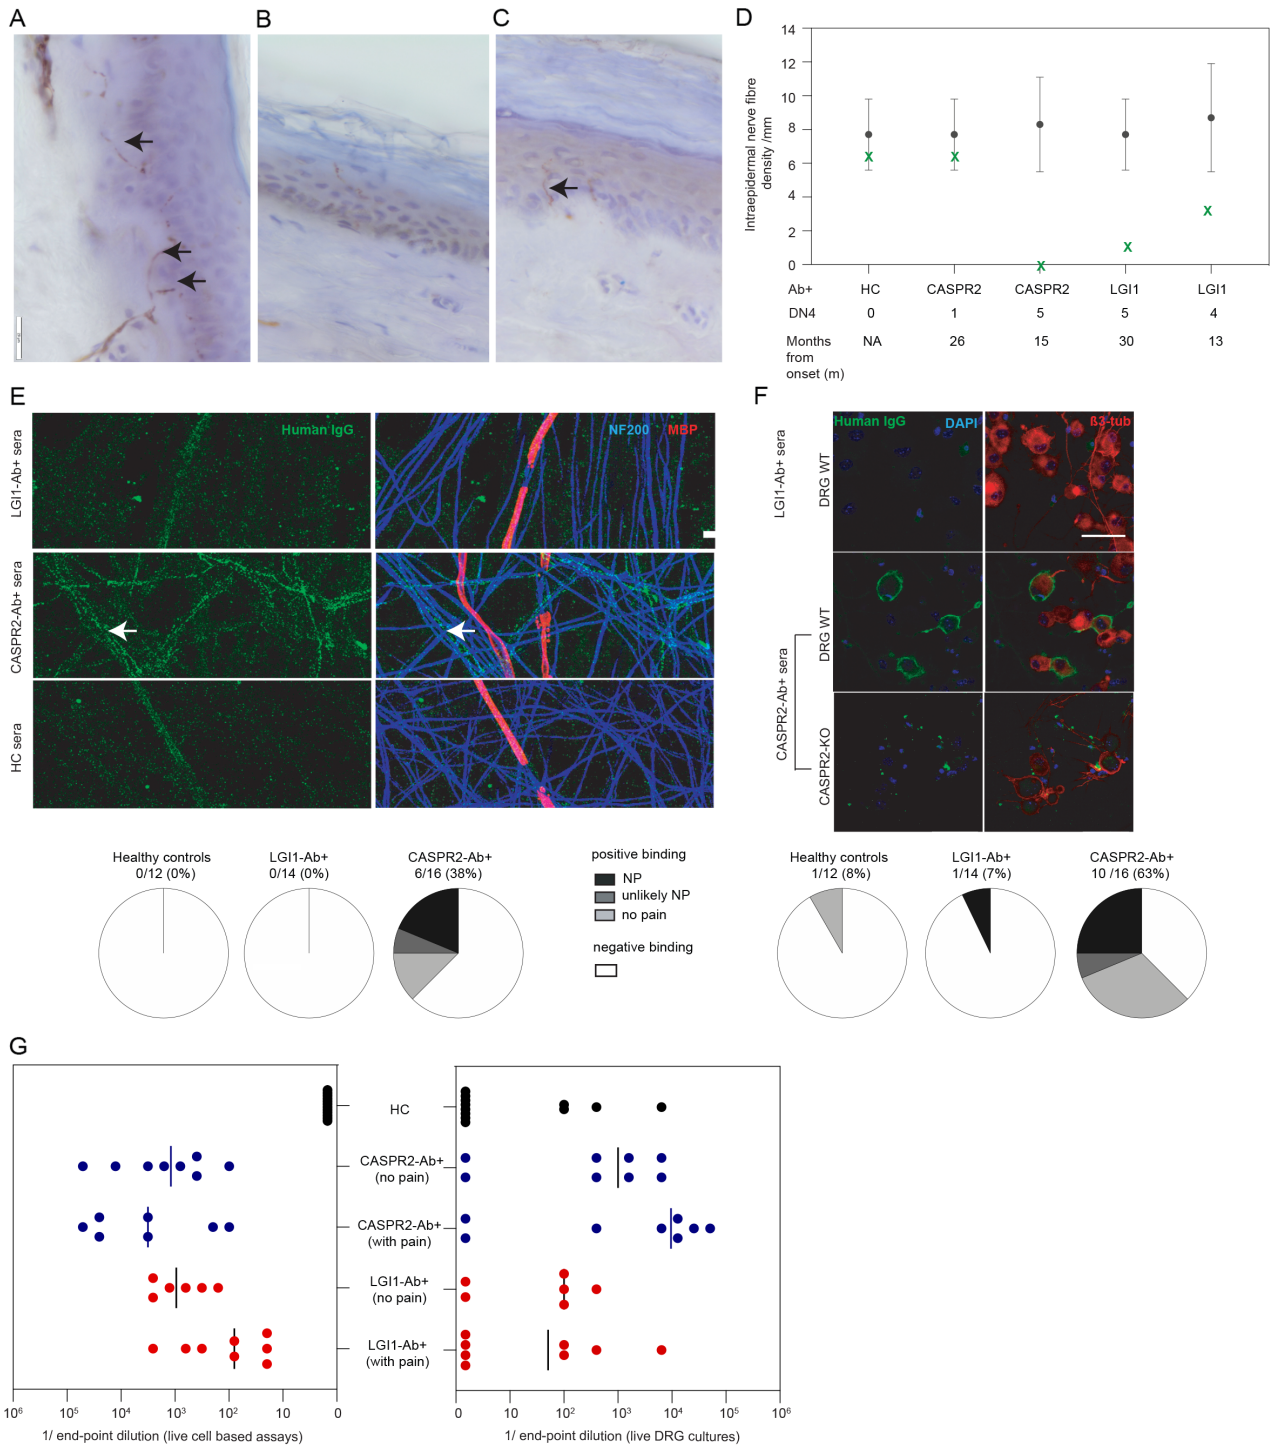 A
B
C
D
Intraepidermal nerve fibre
density /mm
14
12
10
8
6
4
2
0
X
X
X
X
X
Ab+ HC CASPR2 CASPR2 LGI1 LGI1
DN4 0 1 5 5 4
Months NA 26 15 30 13
from
onset (m)
E
LGI1-Ab+ sera
CASPR2-Ab+ sera
HC sera
Human IgG
NF200 MBP
F
LGI1-Ab+ sera
DRG WT
CASPR2-Ab+ sera
DRG WT
CASPR2-KO
Human IgG DAPI
ß3-tub
Healthy controls
0/12 (0%)
LGI1-Ab+
0/14 (0%)
CASPR2-Ab+
6/16 (38%)
positive binding
NP
unlikely NP
no pain
negative binding
Healthy controls
1/12 (8%)
LGI1-Ab+
1/14 (7%)
CASPR2-Ab+
10 /16 (63%)
G
HC
CASPR2-Ab+
(no pain)
CASPR2-Ab+
(with pain)
LGI1-Ab+
(no pain)
LGI1-Ab+
(with pain)
10⁶ 10⁵ 10⁴ 10³ 10² 10 0
1/ end-point dilution (live cell based assays)
0 10 10² 10³ 10⁴ 10⁵ 10⁶
1/ end-point dilution (live DRG cultures)